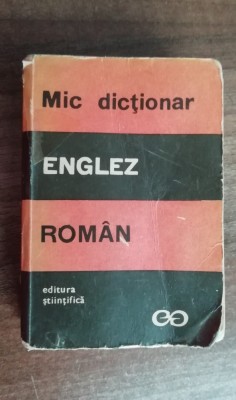 Mic dicţionar
ENGLEZ
ROMÂN
editura
ştiinţifică